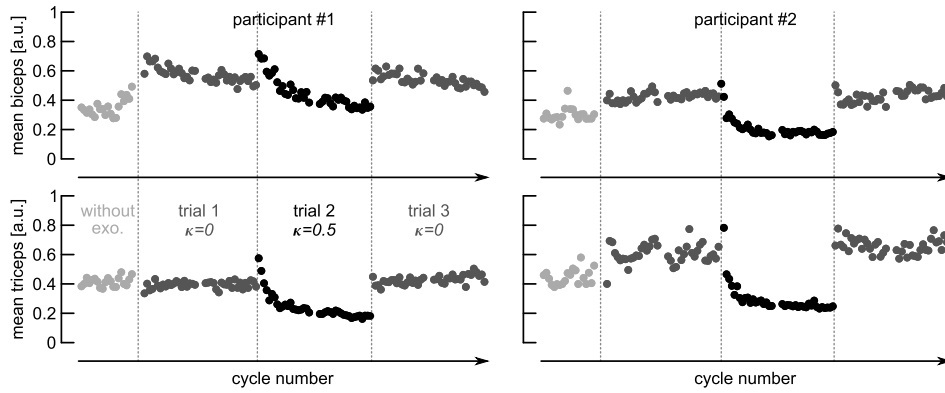 participant #1
participant #2
mean biceps [a.u.]
1
0.8
0.6
0.4
0.2
0
mean triceps [a.u.]
1
0.8
0.6
0.4
0.2
0
without
exo.
trial 1
κ=0
trial 2
κ=0.5
trial 3
κ=0
cycle number
cycle number